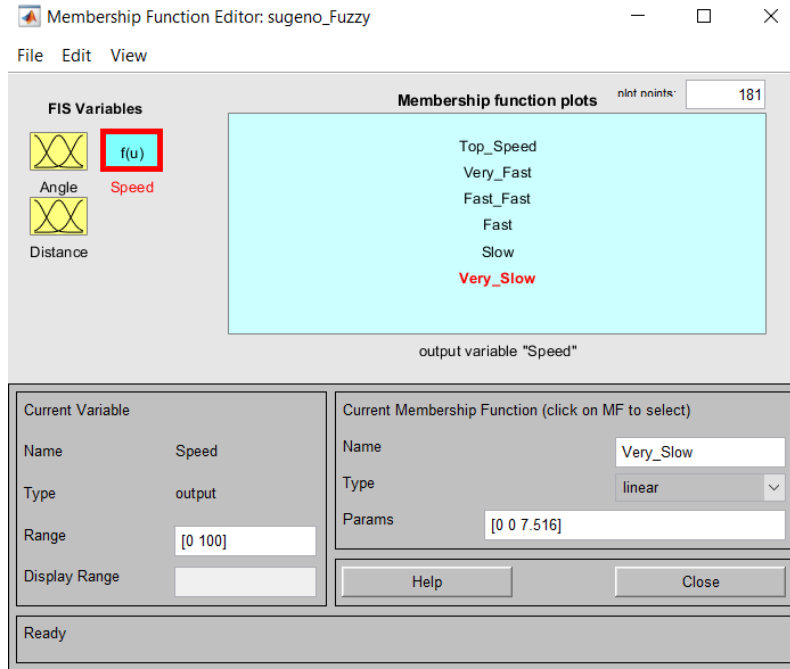 Membership Function Editor: sugeno_Fuzzy
File Edit View
FIS Variables
f(u)
Angle Speed
Distance
Membership function plots plot points: 181
Top_Speed
Very_Fast
Fast_Fast
Fast
Slow
Very_Slow
output variable "Speed"
Current Variable
Name Speed
Type output
Range [0 100]
Display Range
Current Membership Function (click on MF to select)
Name Very_Slow
Type linear
Params [0 0 7.516]
Help Close
Ready